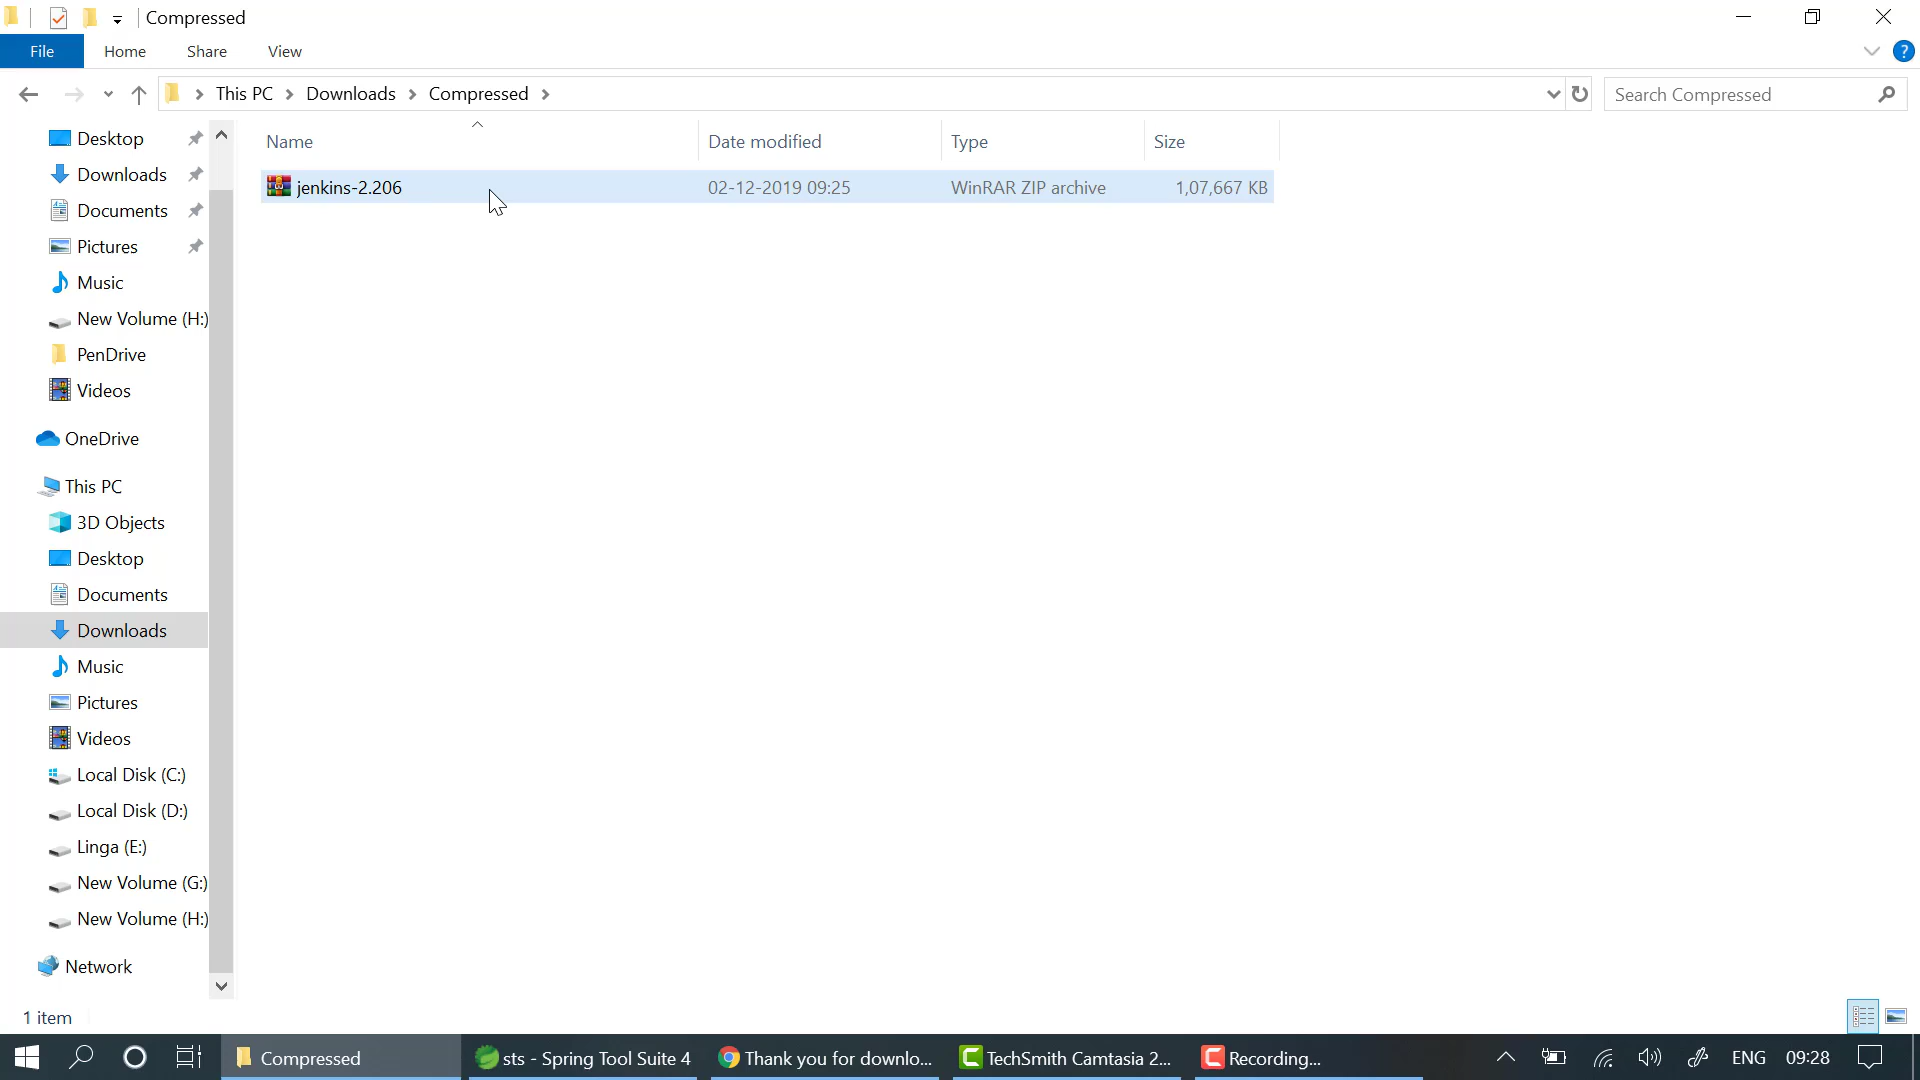 Compressed
File Home Share View
This PC Downloads Compressed
Search Compressed
Name Date modified Type Size
jenkins-2.206 02-12-2019 09:25 WinRAR ZIP archive 1,07,667 KB
Desktop
Downloads
Documents
Pictures
Music
New Volume (H:)
PenDrive
Videos
OneDrive
This PC
3D Objects
Desktop
Documents
Downloads
Music
Pictures
Videos
Local Disk (C:)
Local Disk (D:)
Linga (E:)
New Volume (G:)
New Volume (H:)
Network
1 item
Compressed sts - Spring Tool Suite 4 Thank you for downlo... TechSmith Camtasia 2... Recording... ENG 09:28